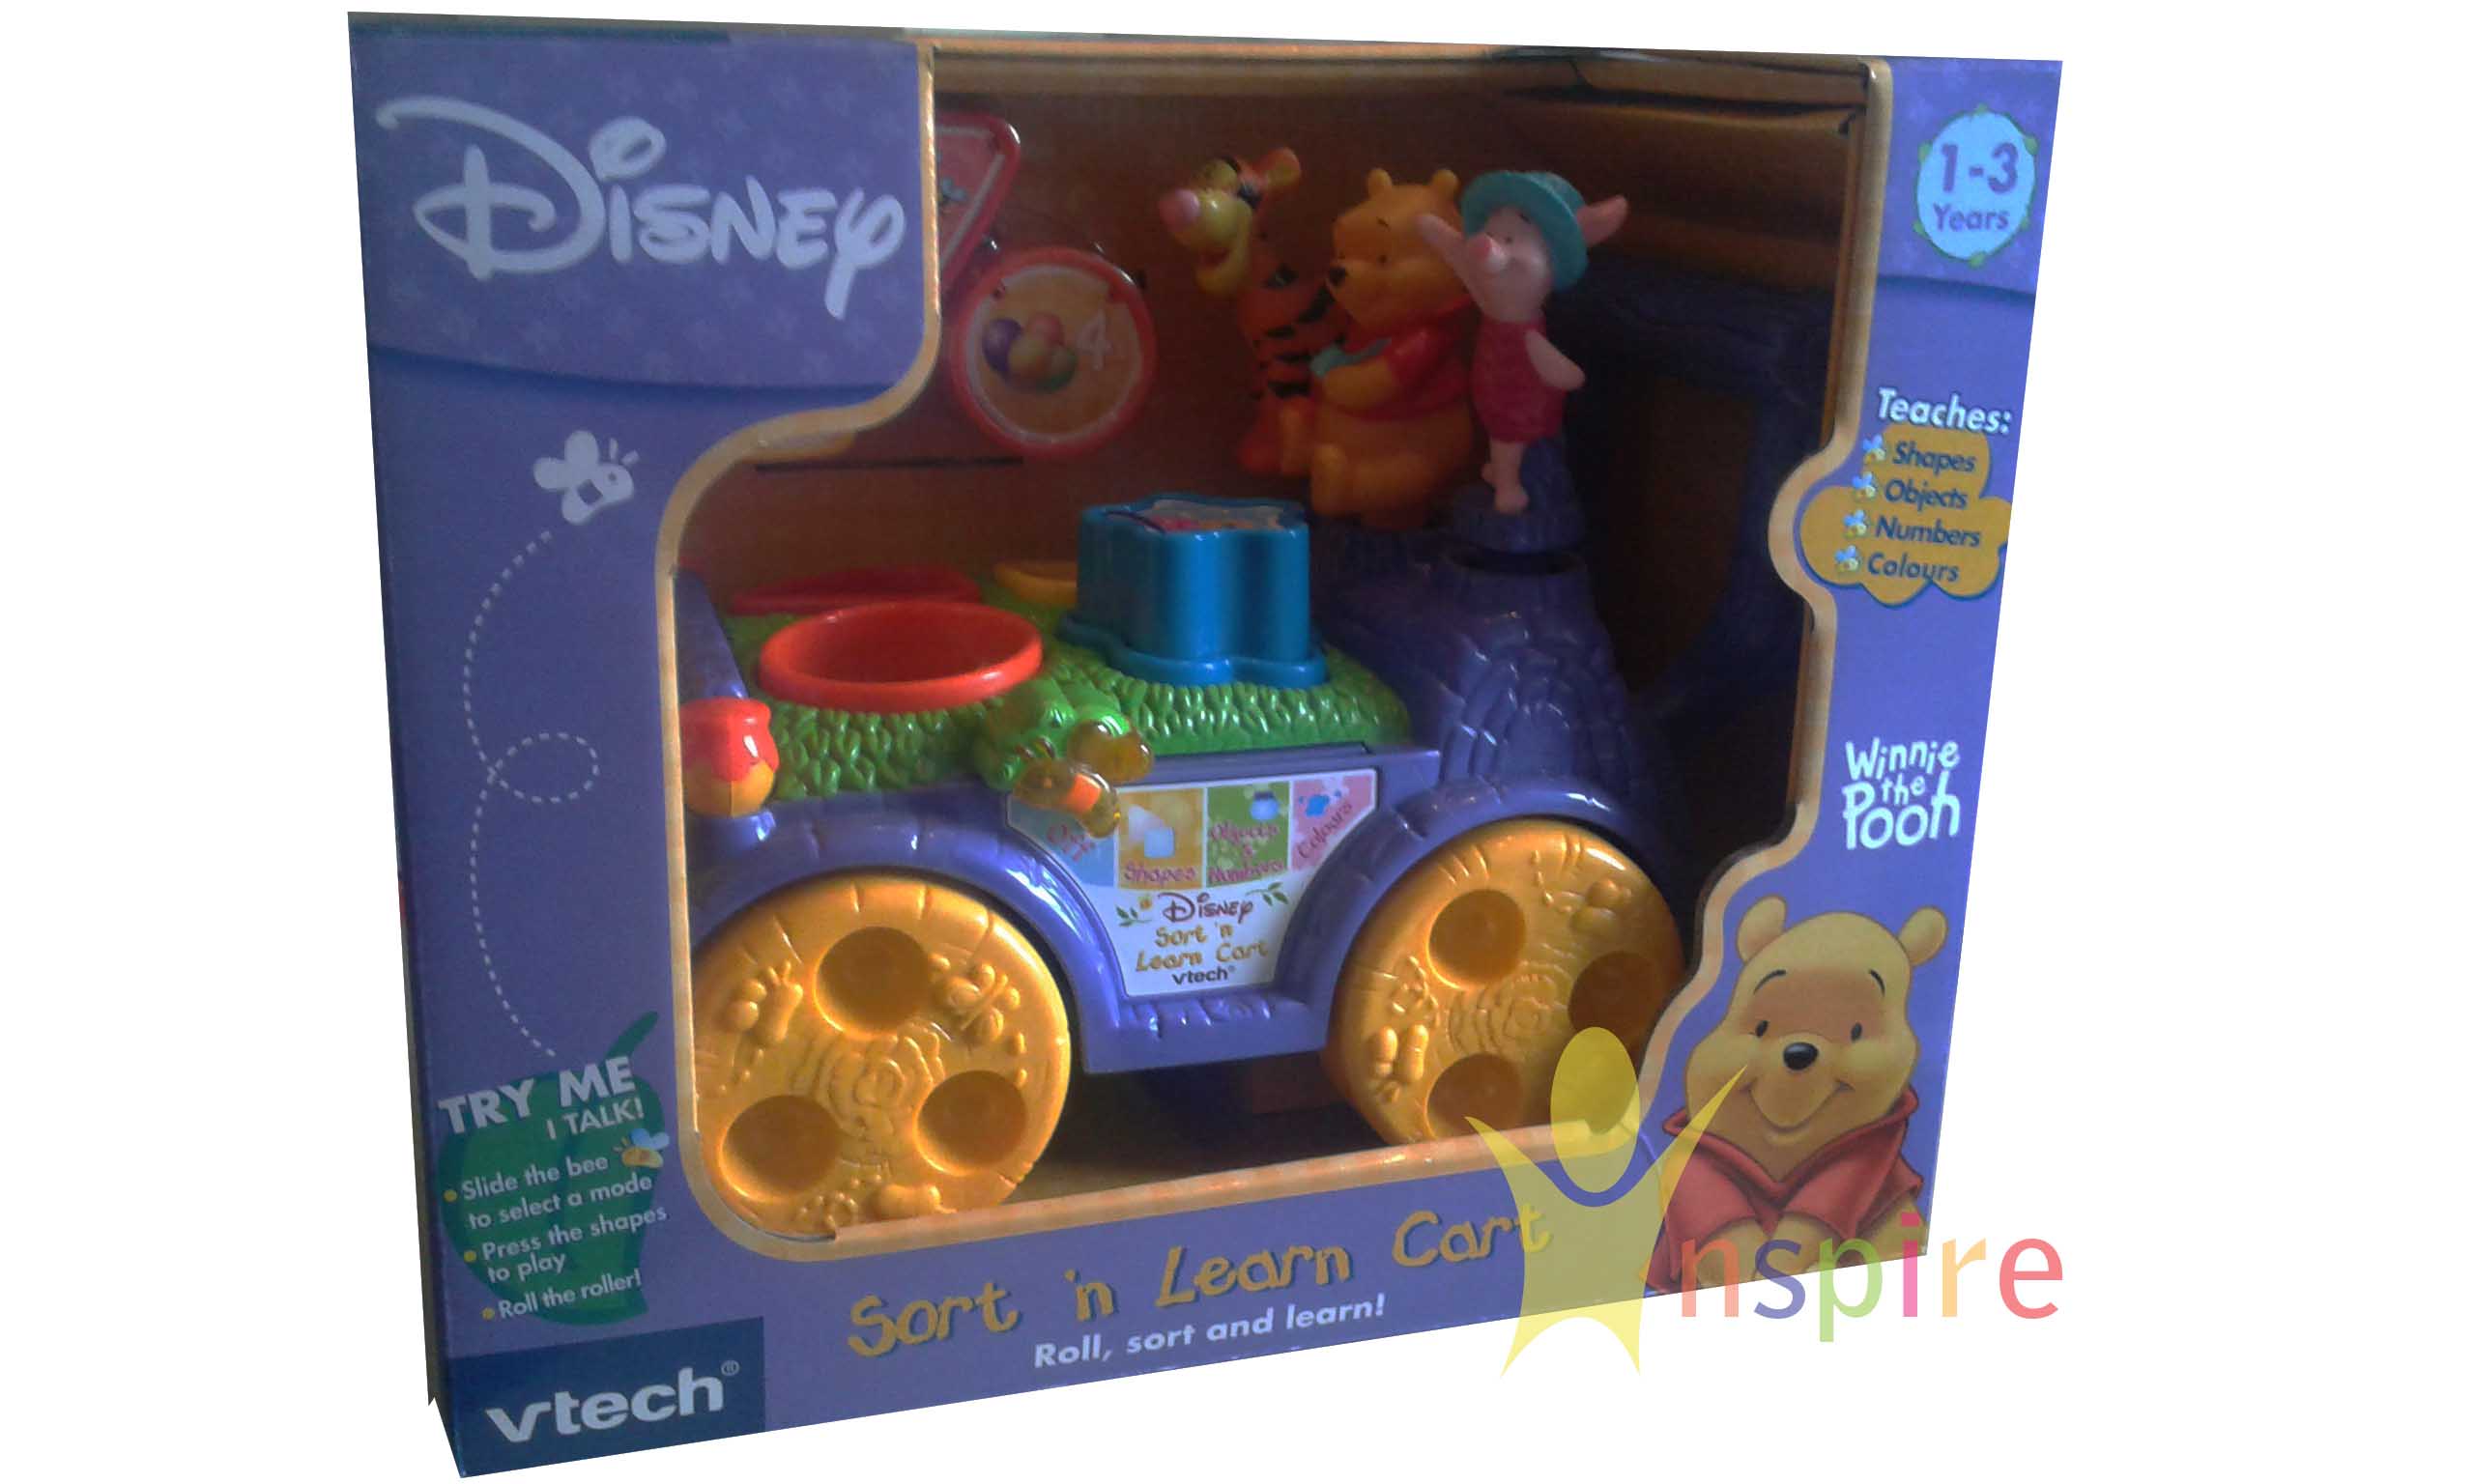 Disney
1-3
Years
Teaches:
Shapes
Objects
Numbers
Colours
4
Winnie
the
Pooh
Shapes
Objects
&
Numbers
Colours
Disney
Sort 'n
Learn Cart
vtech®
TRY ME
I TALK!
Slide the bee
to select a mode
Press the shapes
to play
Roll the roller!
Sort 'n Learn Cart
Roll, sort and learn!
vtech®
nspire